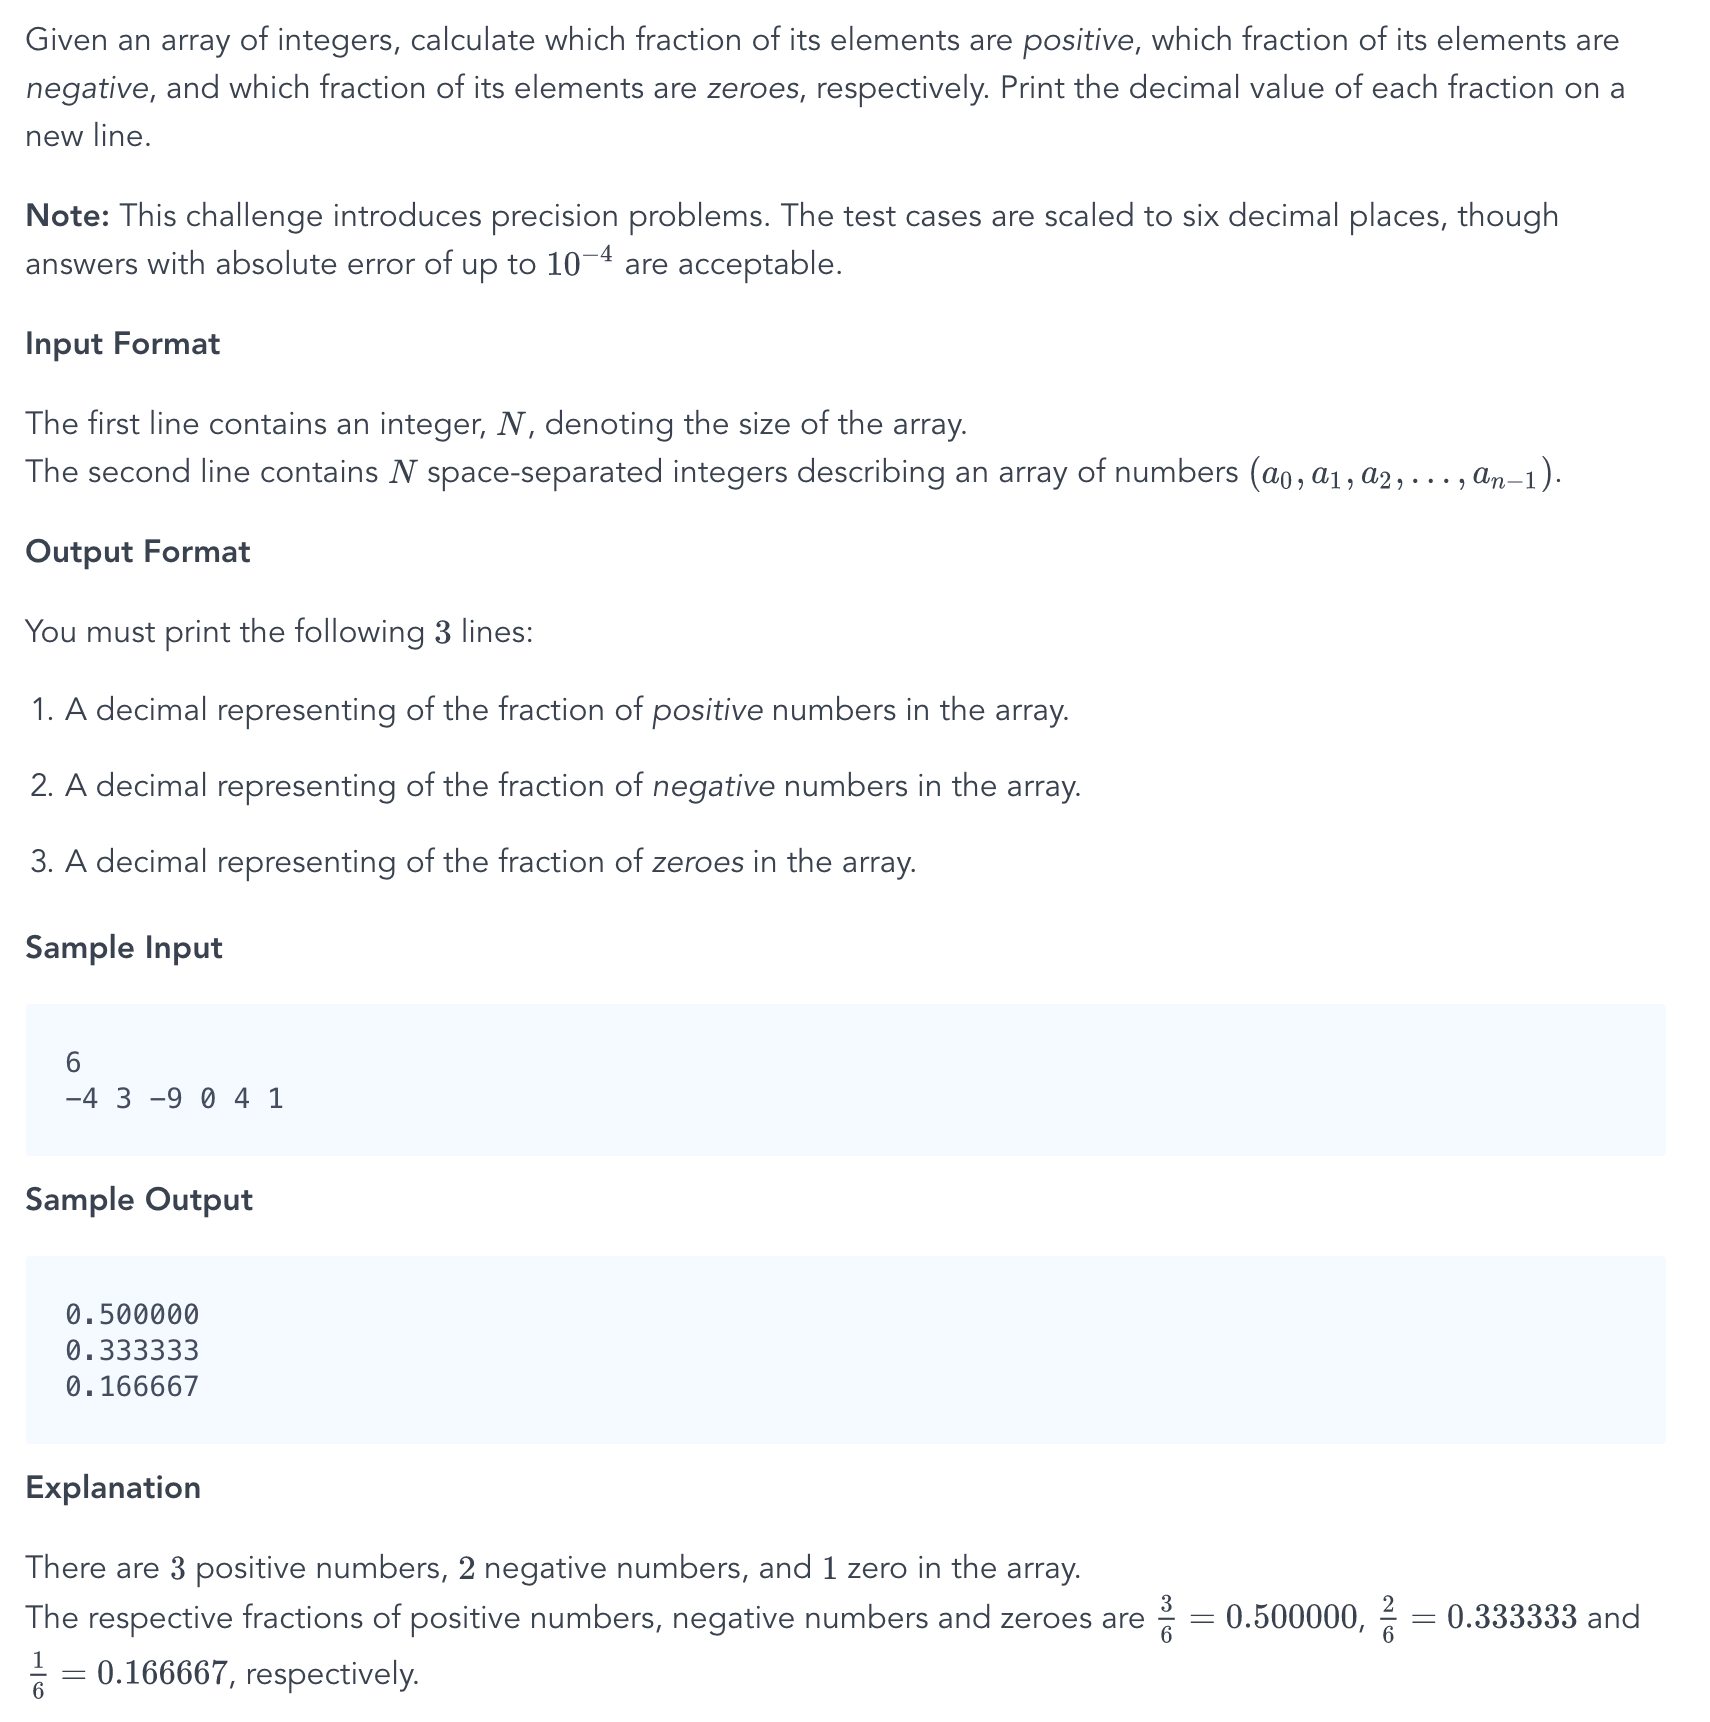 Given an array of integers, calculate which fraction of its elements are positive, which fraction of its elements are
negative, and which fraction of its elements are zeroes, respectively. Print the decimal value of each fraction on a
new line.
Note: This challenge introduces precision problems. The test cases are scaled to six decimal places, though
answers with absolute error of up to 10⁻⁴ are acceptable.
Input Format
The first line contains an integer, N, denoting the size of the array.
The second line contains N space-separated integers describing an array of numbers (a₀, a₁, a₂, . . . , aₙ₋₁).
Output Format
You must print the following 3 lines:
1. A decimal representing of the fraction of positive numbers in the array.
2. A decimal representing of the fraction of negative numbers in the array.
3. A decimal representing of the fraction of zeroes in the array.
Sample Input
6
−4 3 −9 0 4 1
Sample Output
0.500000
0.333333
0.166667
Explanation
There are 3 positive numbers, 2 negative numbers, and 1 zero in the array.
The respective fractions of positive numbers, negative numbers and zeroes are 3/6 = 0.500000, 2/6 = 0.333333 and
1/6 = 0.166667, respectively.